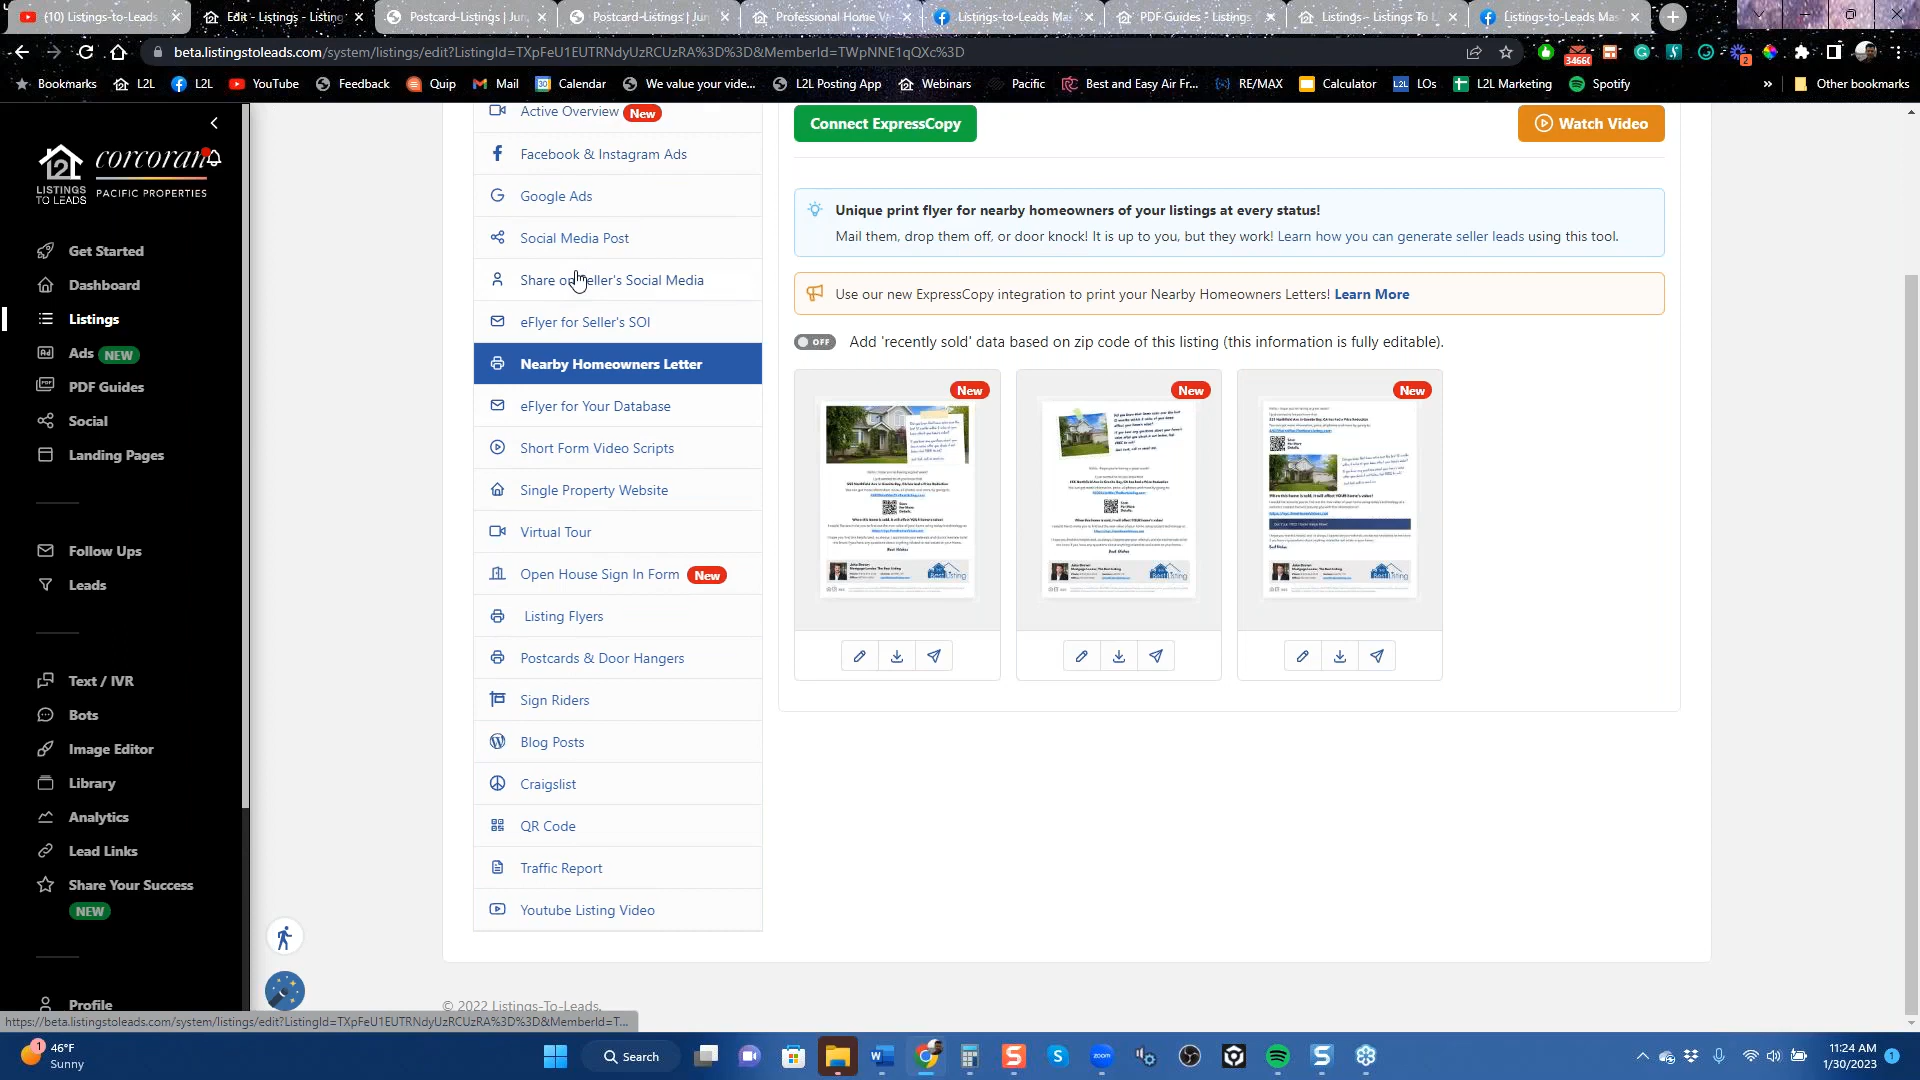 (10) Listings-to-Leads
Edit - Listings - Listing
Postcard-Listings | Jun
Postcard-Listings | Jun
Professional Home V
Listings-to-Leads Mas
PDF Guides - Listings
Listings - Listings To L
Listings-to-Leads Mas
beta.listingstoleads.com/system/listings/edit?ListingId=TXpFeU1EUTRNdyUzRCUzRA%3D%3D&MemberId=TWpNNE1qQXc%3D
34660
2
Bookmarks
L2L
L2L
YouTube
Feedback
Quip
Mail
Calendar
We value your vide...
L2L Posting App
Webinars
Pacific
Best and Easy Air Fr...
RE/MAX
Calculator
LOs
L2L Marketing
Spotify
»
Other bookmarks
L2
LISTINGS
TO LEADS
corcoran
PACIFIC PROPERTIES
Get Started
Dashboard
Listings
Ads NEW
PDF Guides
Social
Landing Pages
Follow Ups
Leads
Text / IVR
Bots
Image Editor
Library
Analytics
Lead Links
Share Your Success
NEW
Profile
Active Overview New
Facebook & Instagram Ads
Google Ads
Social Media Post
Share on Seller's Social Media
eFlyer for Seller's SOI
Nearby Homeowners Letter
eFlyer for Your Database
Short Form Video Scripts
Single Property Website
Virtual Tour
Open House Sign In Form New
Listing Flyers
Postcards & Door Hangers
Sign Riders
Blog Posts
Craigslist
QR Code
Traffic Report
Youtube Listing Video
Connect ExpressCopy
Watch Video
Unique print flyer for nearby homeowners of your listings at every status!
Mail them, drop them off, or door knock! It is up to you, but they work! Learn how you can generate seller leads using this tool.
Use our new ExpressCopy integration to print your Nearby Homeowners Letters! Learn More
OFF Add 'recently sold' data based on zip code of this listing (this information is fully editable).
New
New
New
© 2022 Listings-To-Leads.
https://beta.listingstoleads.com/system/listings/edit?ListingId=TXpFeU1EUTRNdyUzRCUzRA%3D%3D&MemberId=T...
1
46°F
Sunny
Search
zoom
11:24 AM
1/30/2023
1